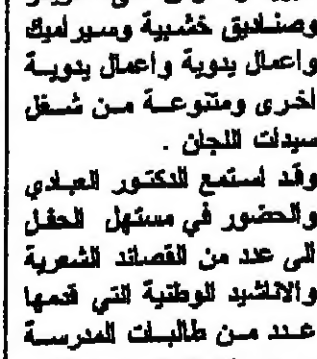 وصناديق خشبية وسيراميك
واعمال يدوية واعمال يدوية
اخرى ومتنوعة من شغل
سيدات اللجان .
وقد استمع الدكتور العبادي
والحضور في مستهل الحفل
الى عدد من القصائد الشعرية
والاناشيد الوطنية التي قدمها
عدد من طالبات المدرسة